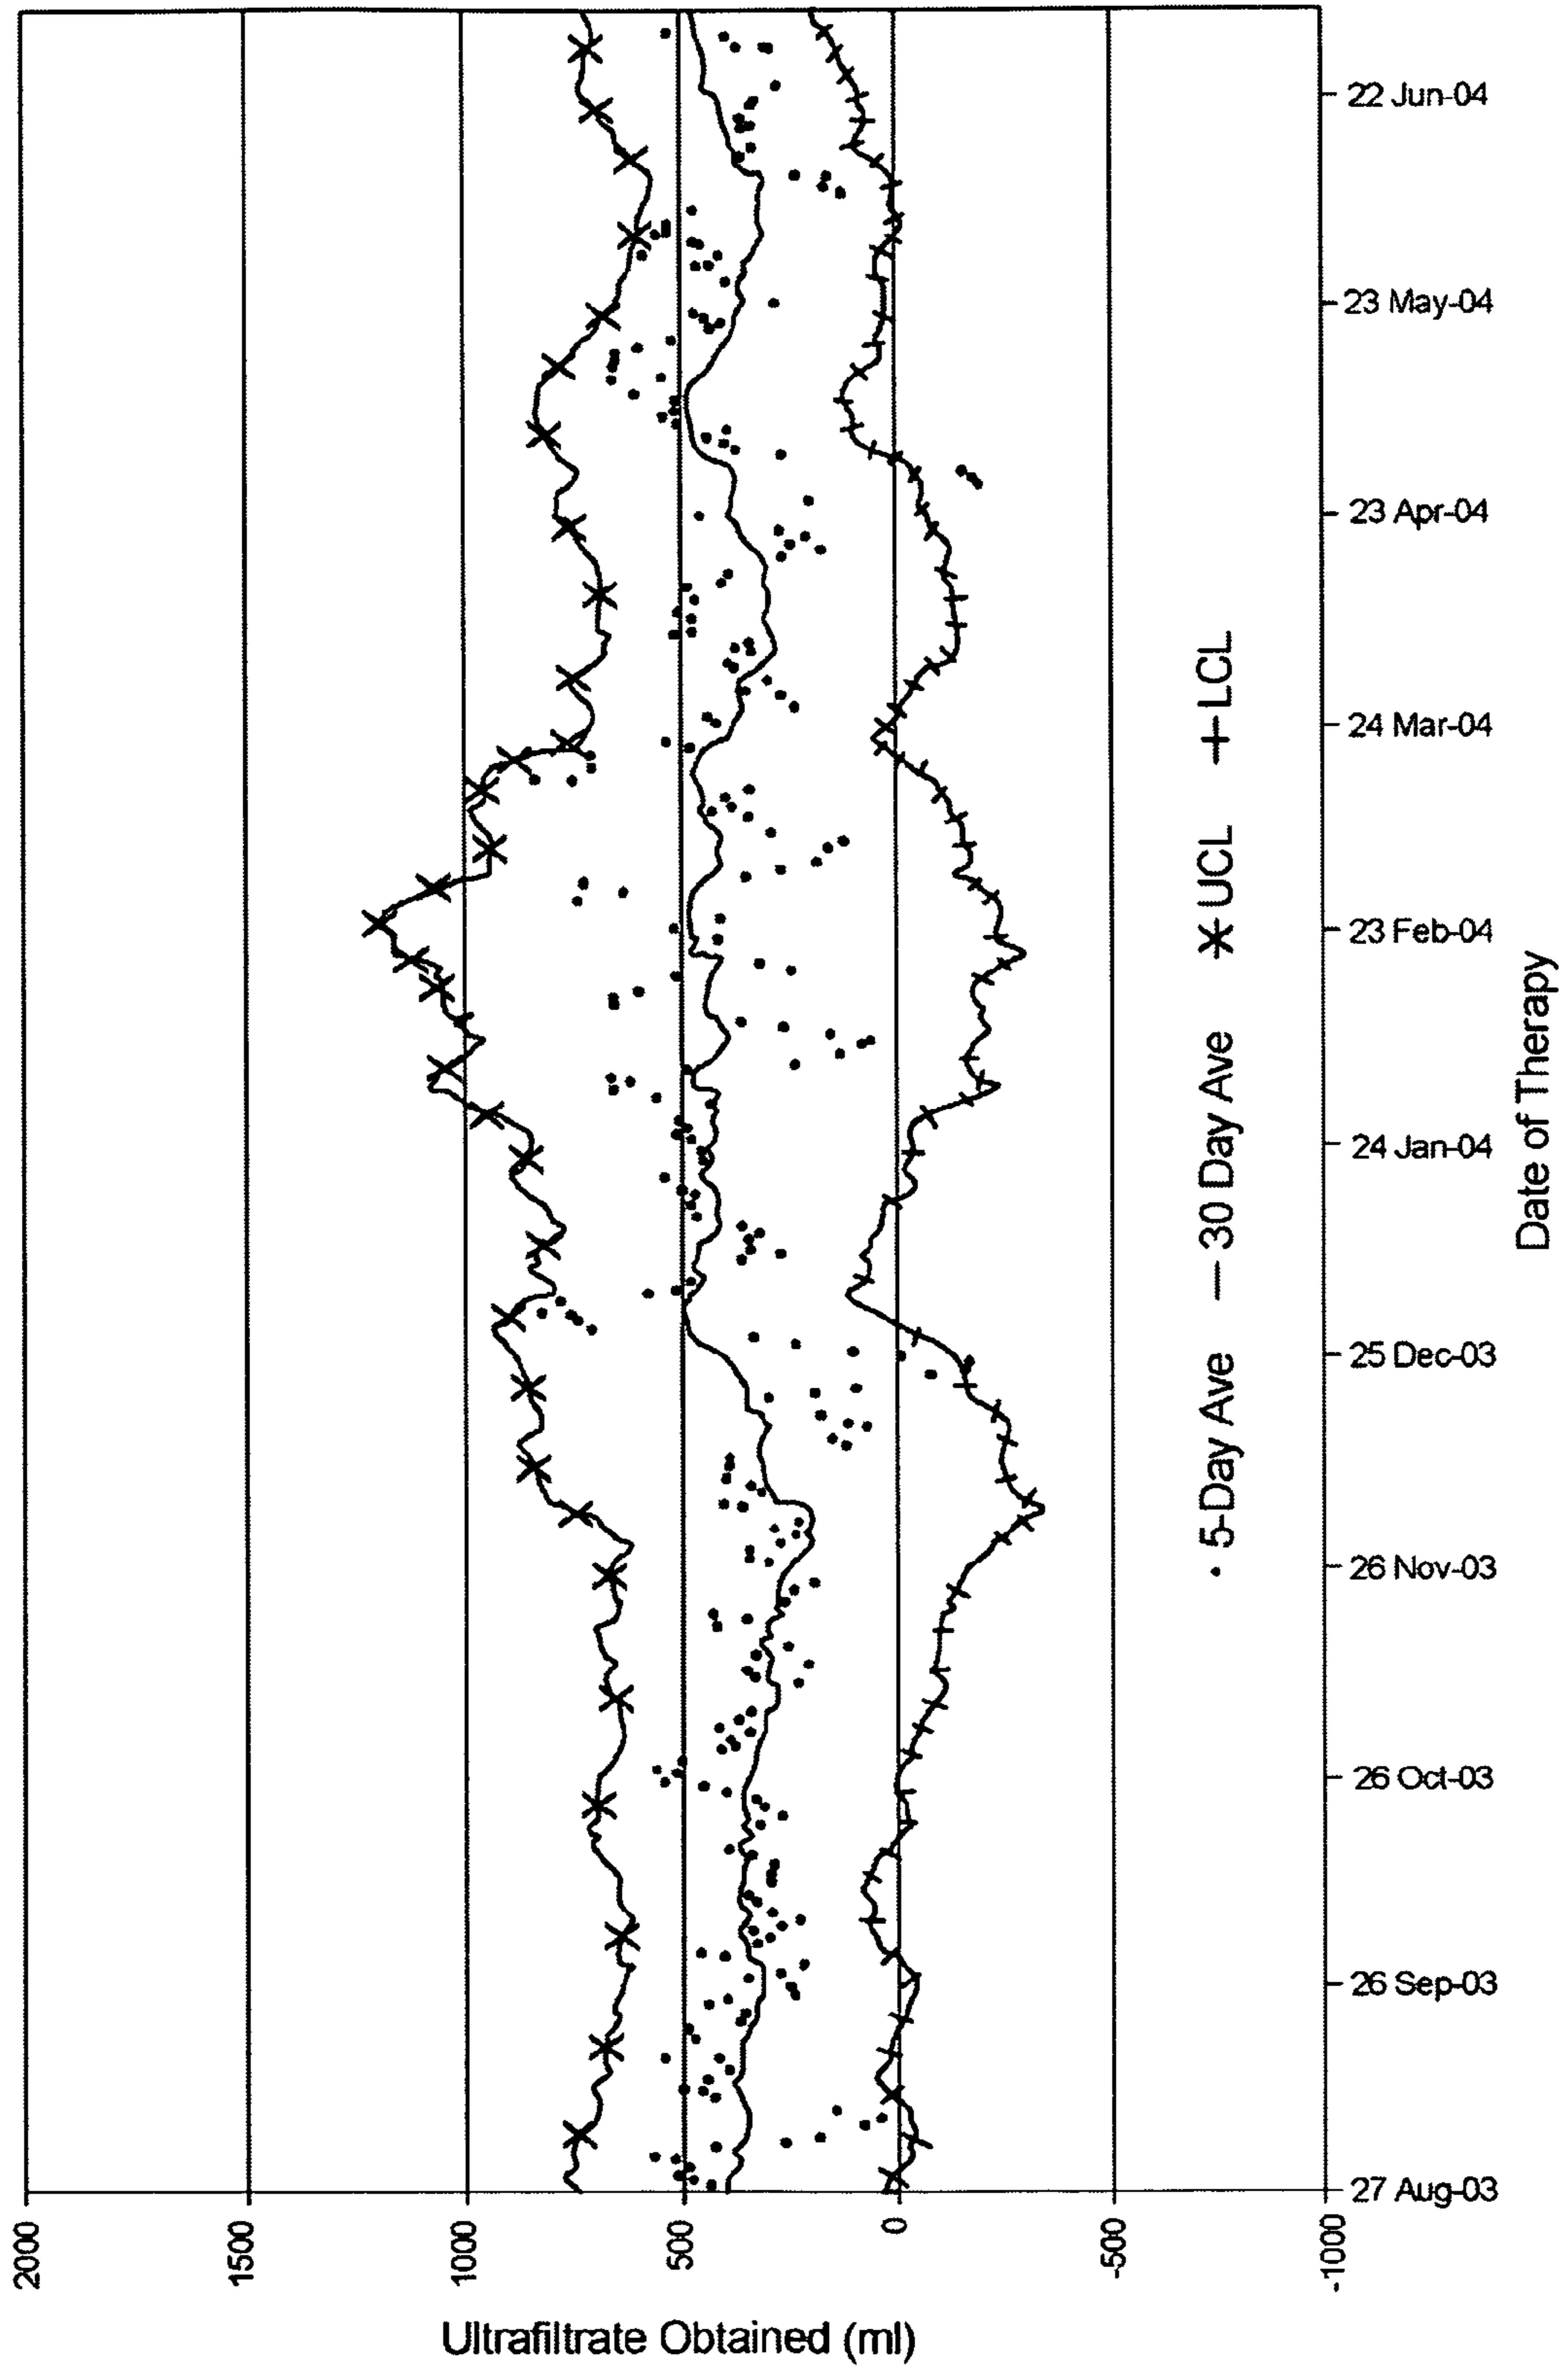 Ultrafiltrate Obtained (ml)
2000
1500
1000
500
0
-500
-1000
27 Aug-03
26 Sep-03
26 Oct-03
26 Nov-03
25 Dec-03
24 Jan-04
23 Feb-04
24 Mar-04
23 Apr-04
23 May-04
22 Jun-04
5-Day Ave — 30 Day Ave UCL LCL
Date of Therapy